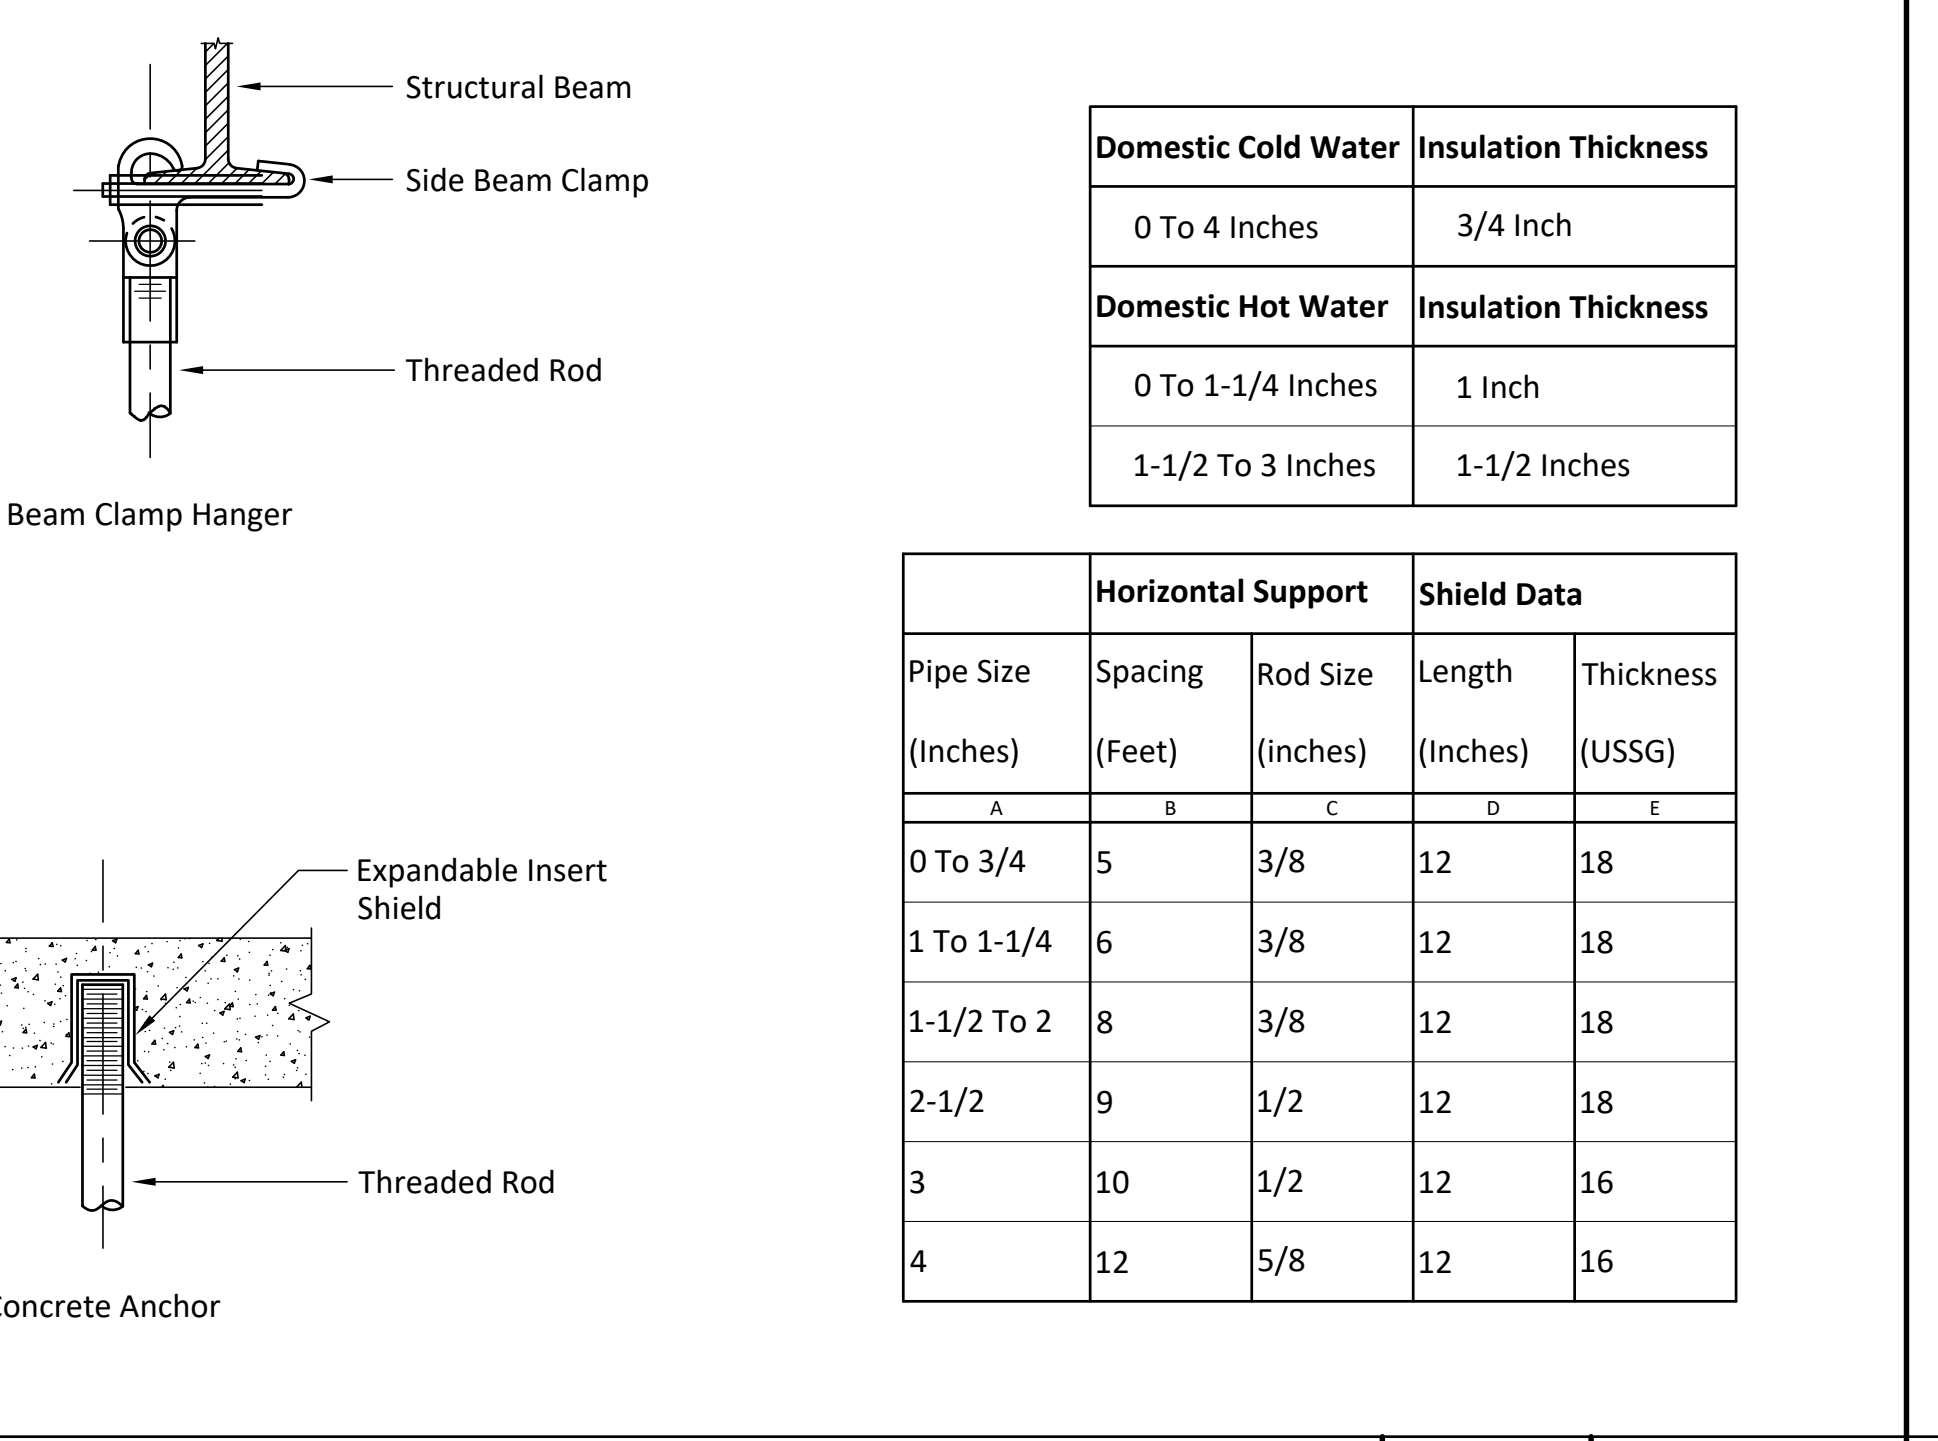 Structural Beam
Side Beam Clamp
Threaded Rod
Beam Clamp Hanger
Expandable Insert
Shield
Threaded Rod
Concrete Anchor
Domestic Cold Water Insulation Thickness
0 To 4 Inches 3/4 Inch
Domestic Hot Water Insulation Thickness
0 To 1-1/4 Inches 1 Inch
1-1/2 To 3 Inches 1-1/2 Inches
Horizontal Support Shield Data
Pipe Size Spacing Rod Size Length Thickness
(Inches) (Feet) (inches) (Inches) (USSG)
A B C D E
0 To 3/4 5 3/8 12 18
1 To 1-1/4 6 3/8 12 18
1-1/2 To 2 8 3/8 12 18
2-1/2 9 1/2 12 18
3 10 1/2 12 16
4 12 5/8 12 16